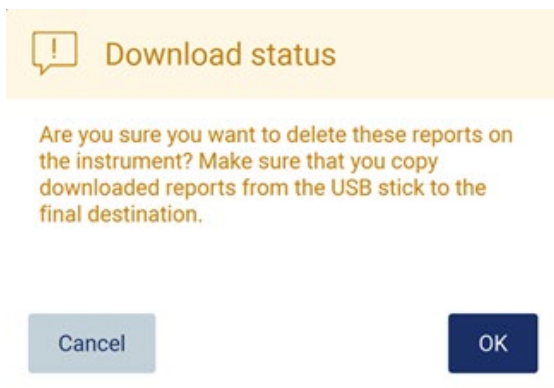 Download status
Are you sure you want to delete these reports on
the instrument? Make sure that you copy
downloaded reports from the USB stick to the
final destination.
Cancel
OK